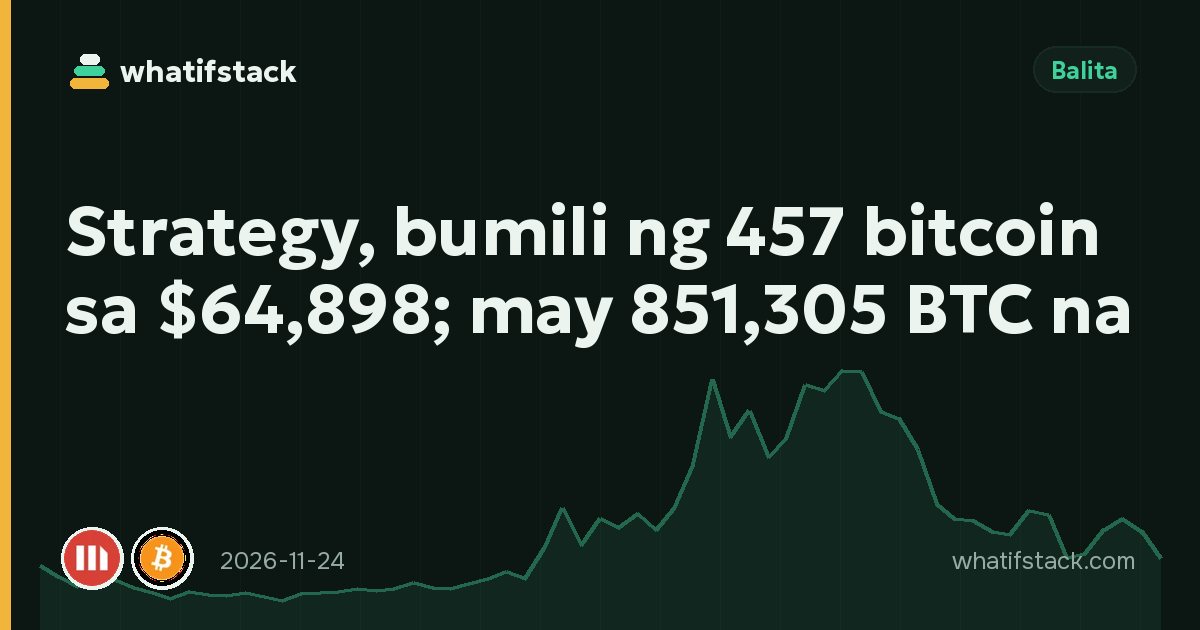 whatifstack
Balita
Strategy, bumili ng 457 bitcoin
sa $64,898; may 851,305 BTC na
2026-11-24
whatifstack.com